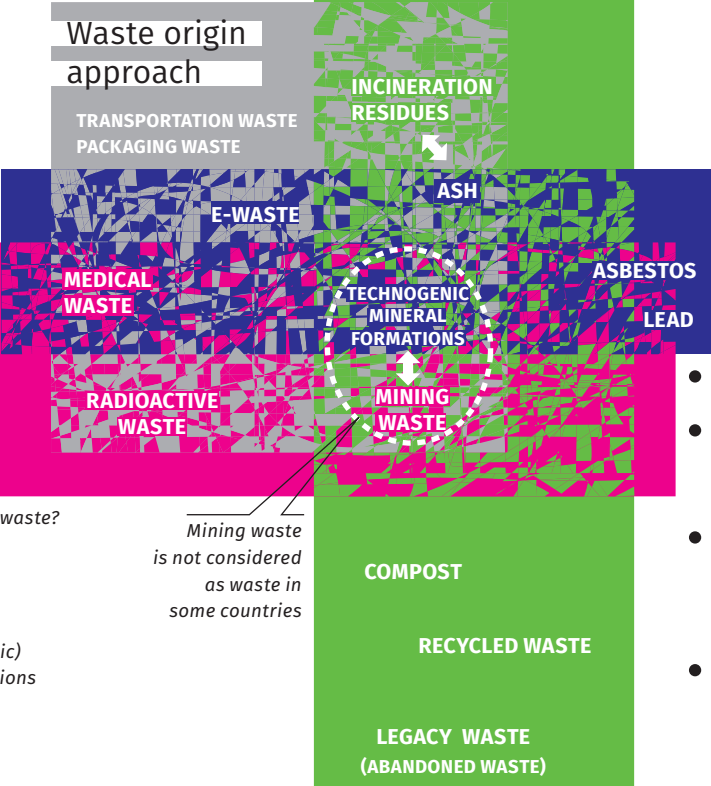 Waste origin
approach
TRANSPORTATION WASTE
PACKAGING WASTE
INCINERATION
RESIDUES
ASH
E-WASTE
MEDICAL
WASTE
ASBESTOS
LEAD
TECHNOGENIC
MINERAL
FORMATIONS
RADIOACTIVE
WASTE
MINING
WASTE
waste?
Mining waste
is not considered
as waste in
some countries
ic)
ions
COMPOST
RECYCLED WASTE
LEGACY WASTE
(ABANDONED WASTE)